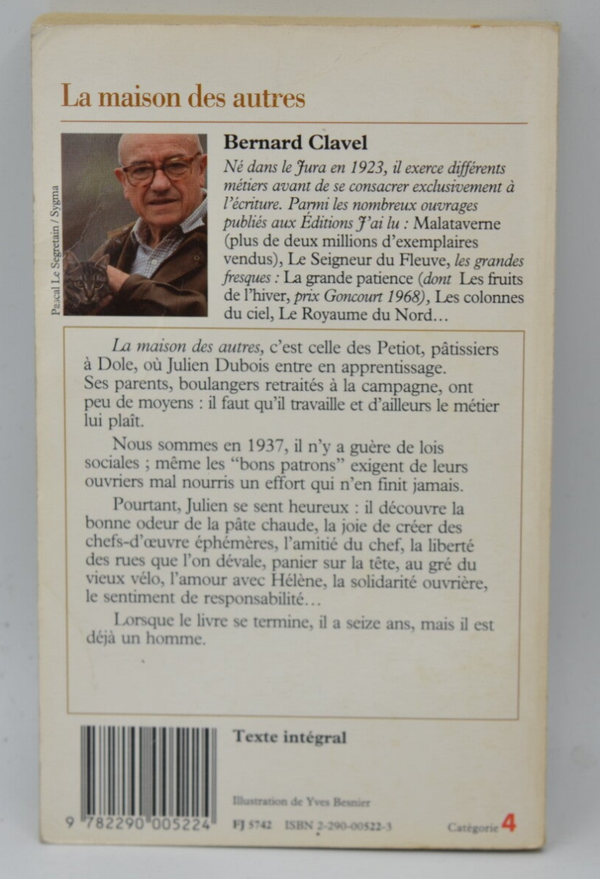 La maison des autres
Bernard Clavel
Né dans le Jura en 1923, il exerce différents
métiers avant de se consacrer exclusivement à
l'écriture. Parmi les nombreux ouvrages
publiés aux Éditions J'ai lu : Malataverne
(plus de deux millions d'exemplaires
vendus), Le Seigneur du Fleuve, les grandes
fresques : La grande patience (dont Les fruits
de l'hiver, prix Goncourt 1968), Les colonnes
du ciel, Le Royaume du Nord...
Pascal Le Segretain / Sygma
La maison des autres, c'est celle des Petiot, pâtissiers
à Dole, où Julien Dubois entre en apprentissage.
Ses parents, boulangers retraités à la campagne, ont
peu de moyens : il faut qu'il travaille et d'ailleurs le métier
lui plaît.
Nous sommes en 1937, il n'y a guère de lois
sociales ; même les "bons patrons" exigent de leurs
ouvriers mal nourris un effort qui n'en finit jamais.
Pourtant, Julien se sent heureux : il découvre la
bonne odeur de la pâte chaude, la joie de créer des
chefs-d'œuvre éphémères, l'amitié du chef, la liberté
des rues que l'on dévale, panier sur la tête, au gré du
vieux vélo, l'amour avec Hélène, la solidarité ouvrière,
le sentiment de responsabilité...
Lorsque le livre se termine, il a seize ans, mais il est
déjà un homme.
Texte intégral
Illustration de Yves Besnier
9 782290 005224
FJ 5742 ISBN 2-290-00522-3
Catégorie 4